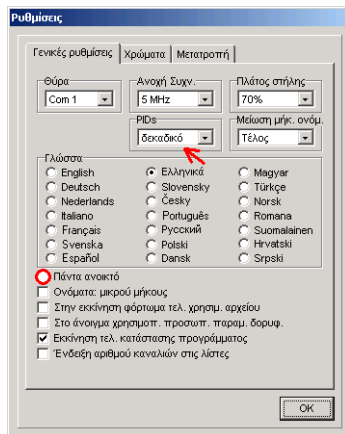 Ρυθμίσεις
Γενικές ρυθμίσεις Χρώματα Μετατροπή
Θύρα Ανοχή Συχν. Πλάτος στήλης
Com 1 5 MHz 70%
PIDs Μείωση μήκ. ονόμ.
δεκαδικό Τέλος
Γλώσσα
English Ελληνικά Magyar
Deutsch Slovensky Türkçe
Nederlands Česky Norsk
Italiano Português Romana
Français Русский Suomalainen
Svenska Polski Hrvatski
Español Dansk Srpski
Πάντα ανοικτό
Ονόματα: μικρού μήκους
Στην εκκίνηση φόρτωμα τελ. χρησιμ. αρχείου
Στο άνοιγμα χρησιμοπ. προσωπ. παραμ. δορυφ.
Εκκίνηση τελ. κατάστασης προγράμματος
Ένδειξη αριθμού καναλιών στις λίστες
OK